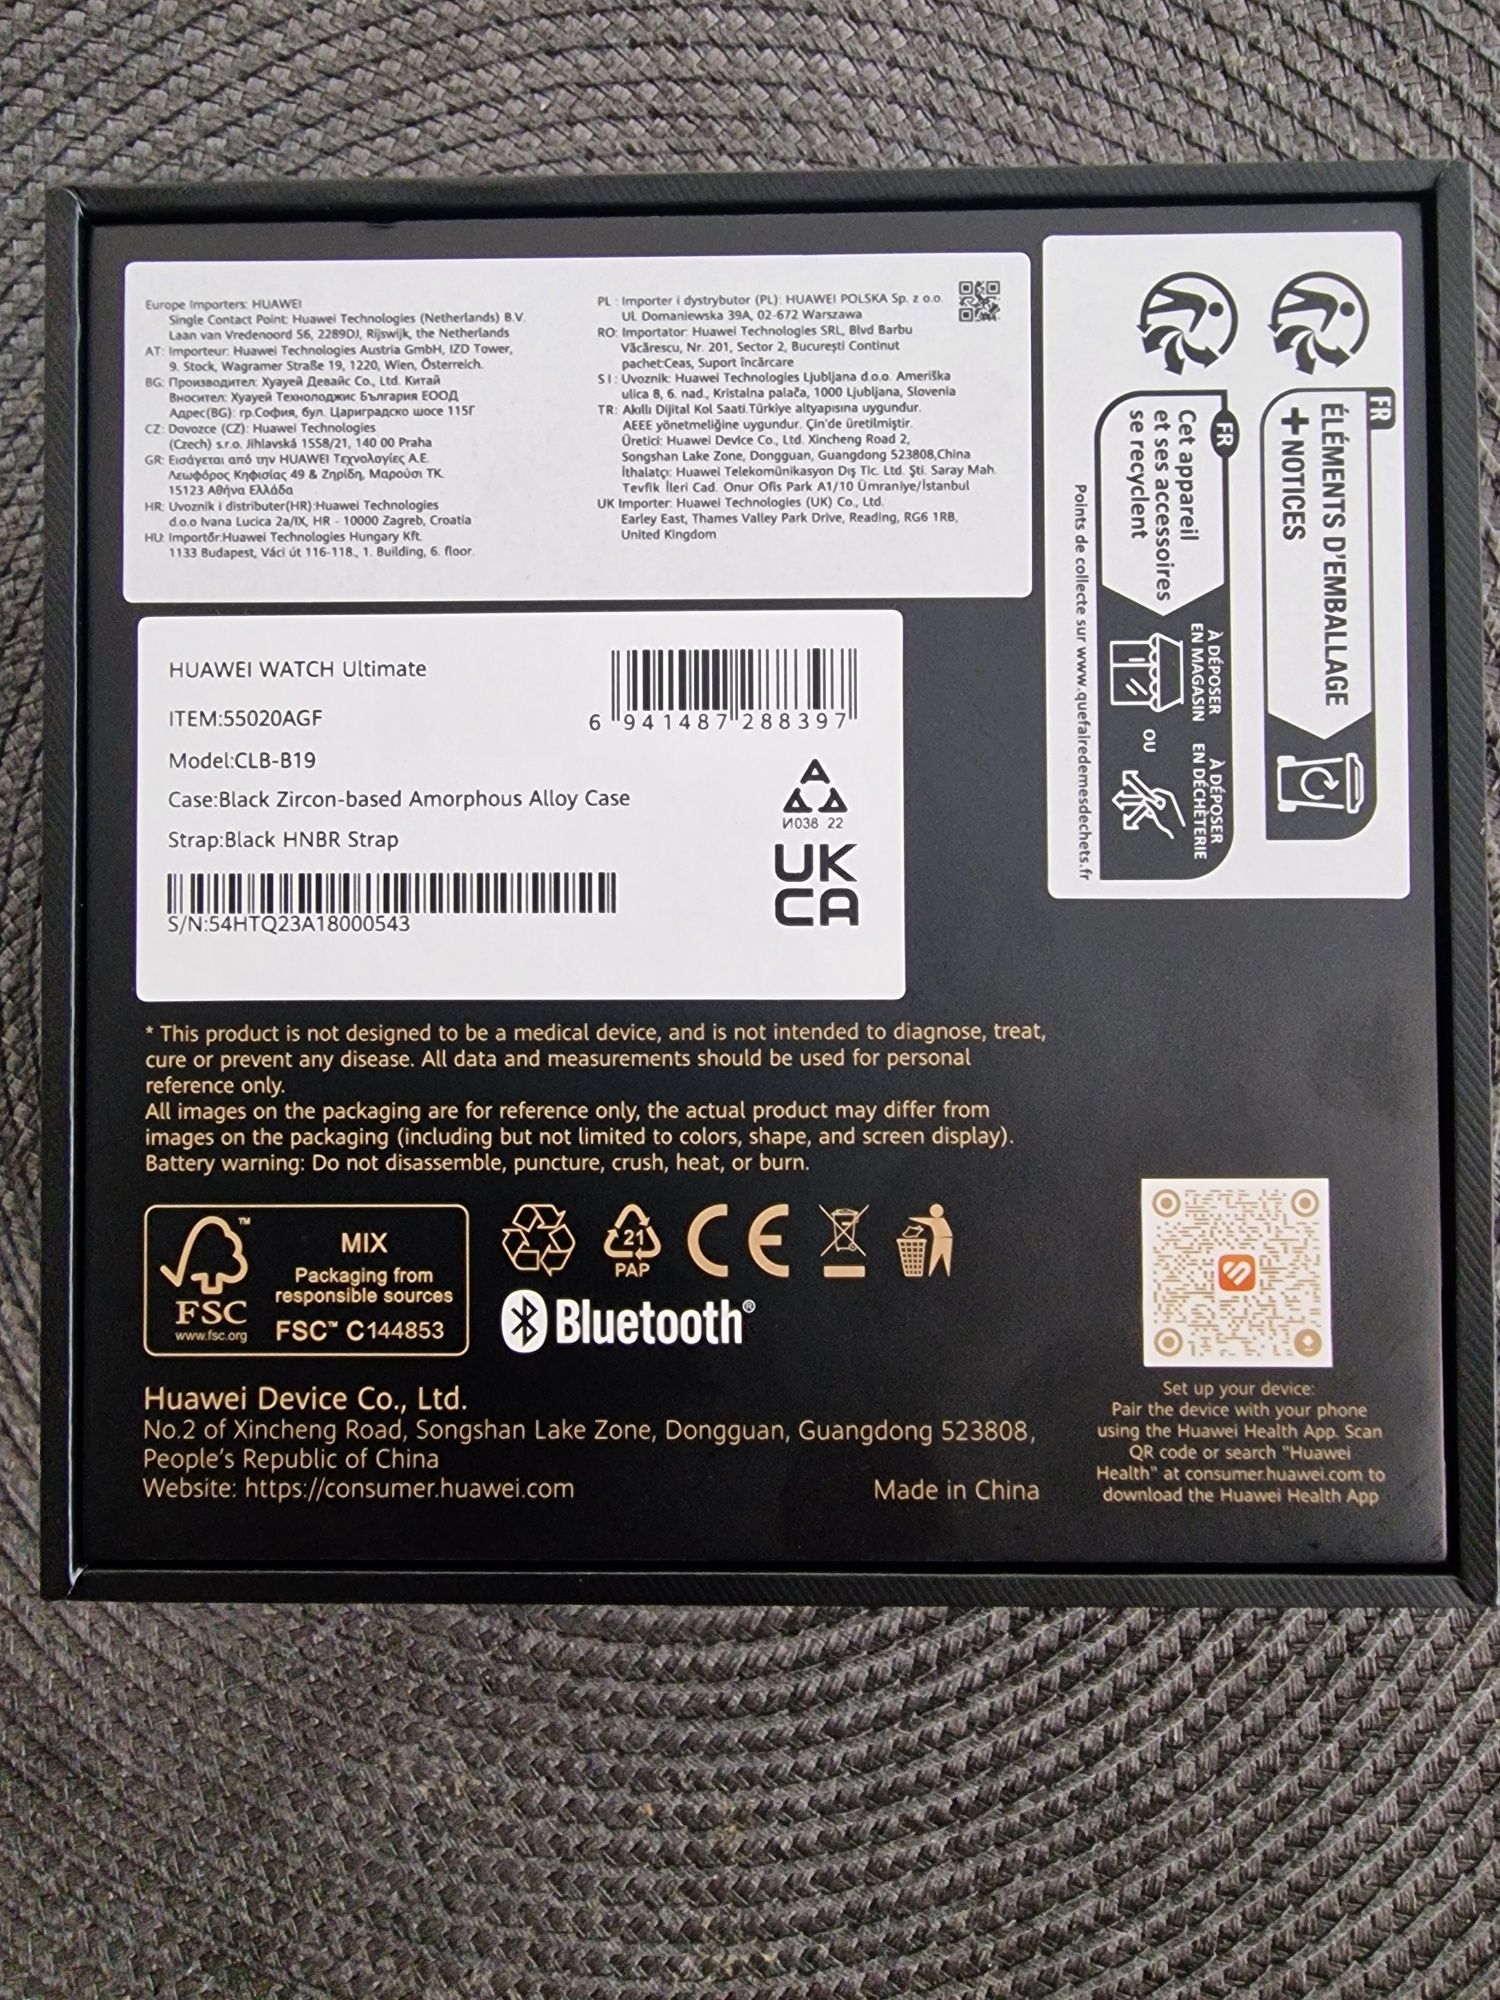 Europe Importers: HUAWEI
Single Contact Point: Huawei Technologies (Netherlands) B.V.
Laan van Vredenoord 56, 2289DJ, Rijswijk, the Netherlands
AT: Importeur: Huawei Technologies Austria GmbH, IZD Tower,
9. Stock, Wagramer Straße 19, 1220, Wien, Österreich.
BG: Производител: Хуауей Девайс Co., Ltd. Китай
Вносител: Хуауей Технолоджис България ЕООД
Адрес(BG): гр.София, бул. Цариградско шосе 115Г
CZ: Dovozce (CZ): Huawei Technologies
(Czech) s.r.o. Jihlavská 1558/21, 140 00 Praha
GR: Εισάγεται από την HUAWEI Τεχνολογίες Α.Ε.
Λεωφόρος Κηφισίας 49 & Ζηρίδη, Μαρούσι ΤΚ.
15123 Αθήνα Ελλάδα
HR: Uvoznik i distributer(HR):Huawei Technologies
d.o.o Ivana Lucica 2a/IX, HR - 10000 Zagreb, Croatia
HU: Importőr:Huawei Technologies Hungary Kft.
1133 Budapest, Váci út 116-118., 1. Building, 6. floor.
PL : Importer i dystrybutor (PL): HUAWEI POLSKA Sp. z o.o.
Ul. Domaniewska 39A, 02-672 Warszawa
RO: Importator: Huawei Technologies SRL, Blvd Barbu
Văcărescu, Nr. 201, Sector 2, București Continut
pachet:Ceas, Suport încărcare
SI : Uvoznik: Huawei Technologies Ljubljana d.o.o. Ameriška
ulica 8, 6. nad., Kristalna palača, 1000 Ljubljana, Slovenia
TR: Akıllı Dijital Kol Saati.Türkiye altyapısına uygundur.
AEEE yönetmeliğine uygundur. Çin'de üretilmiştir.
Üretici: Huawei Device Co., Ltd. Xincheng Road 2,
Songshan Lake Zone, Dongguan, Guangdong 523808,China
İthalatçı: Huawei Telekomünikasyon Dış Tic. Ltd. Şti. Saray Mah.
Tevfik İleri Cad. Onur Ofis Park A1/10 Ümraniye/İstanbul
UK Importer: Huawei Technologies (UK) Co., Ltd.
Earley East, Thames Valley Park Drive, Reading, RG6 1RB,
United Kingdom
FR
ÉLÉMENTS D'EMBALLAGE
+ NOTICES
FR
Cet appareil
et ses accessoires
se recyclent
À DÉPOSER
EN MAGASIN
OU
À DÉPOSER
EN DÉCHÈTERIE
Points de collecte sur www.quefairedemesdechets.fr
HUAWEI WATCH Ultimate
ITEM:55020AGF
Model:CLB-B19
Case:Black Zircon-based Amorphous Alloy Case
Strap:Black HNBR Strap
S/N:54HTQ23A18000543
6 941487 288397
И038 22
UK
CA
* This product is not designed to be a medical device, and is not intended to diagnose, treat,
cure or prevent any disease. All data and measurements should be used for personal
reference only.
All images on the packaging are for reference only, the actual product may differ from
images on the packaging (including but not limited to colors, shape, and screen display).
Battery warning: Do not disassemble, puncture, crush, heat, or burn.
TM
FSC
www.fsc.org
MIX
Packaging from
responsible sources
FSC™ C144853
21
PAP
CE
Bluetooth®
Huawei Device Co., Ltd.
No.2 of Xincheng Road, Songshan Lake Zone, Dongguan, Guangdong 523808,
People's Republic of China
Website: https://consumer.huawei.com
Made in China
Set up your device:
Pair the device with your phone
using the Huawei Health App. Scan
QR code or search "Huawei
Health" at consumer.huawei.com to
download the Huawei Health App